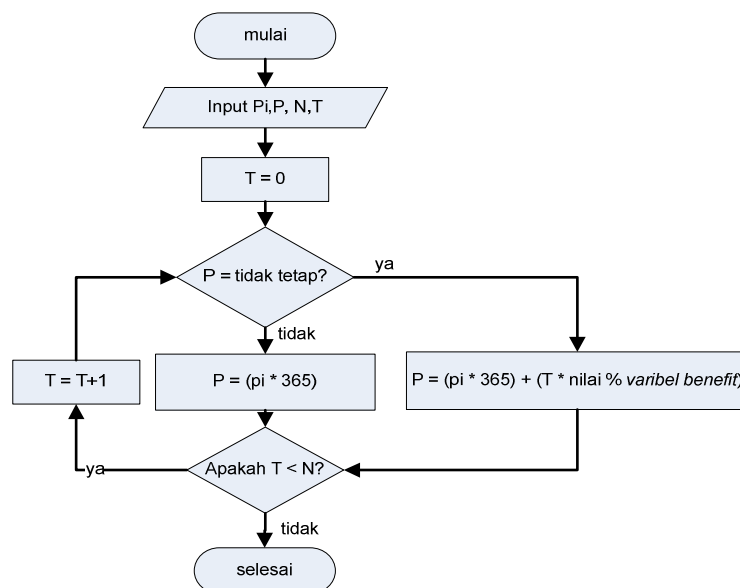 mulai
Input Pi,P, N,T
T = 0
P = tidak tetap?
ya
tidak
T = T+1
P = (pi * 365)
P = (pi * 365) + (T * nilai % varibel benefit)
Apakah T < N?
ya
tidak
selesai